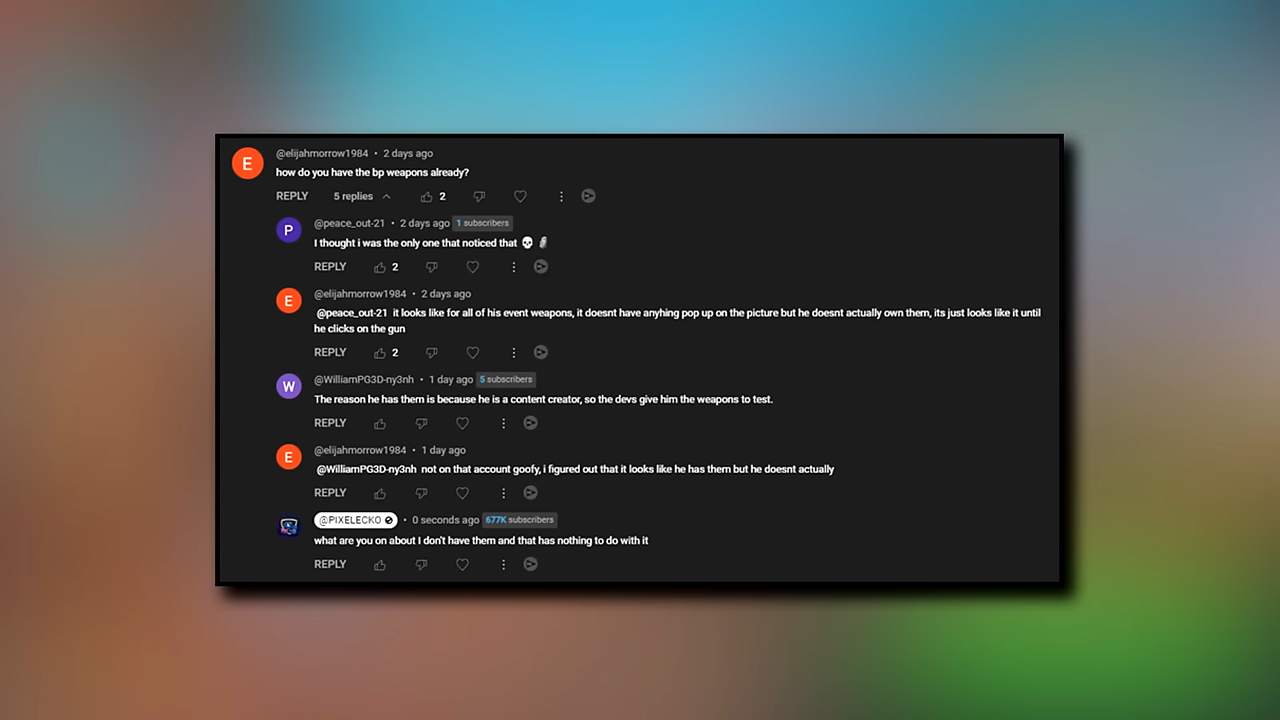 E
@elijahmorrow1984 • 2 days ago
how do you have the bp weapons already?
REPLY 5 replies 2
P
@peace_out-21 • 2 days ago 1 subscribers
I thought i was the only one that noticed that 💀 🗿
REPLY 2
E
@elijahmorrow1984 • 2 days ago
@peace_out-21 it looks like for all of his event weapons, it doesnt have anyhing pop up on the picture but he doesnt actually own them, its just looks like it until
he clicks on the gun
REPLY 2
W
@WilliamPG3D-ny3nh • 1 day ago 5 subscribers
The reason he has them is because he is a content creator, so the devs give him the weapons to test.
REPLY
E
@elijahmorrow1984 • 1 day ago
@WilliamPG3D-ny3nh not on that account goofy, i figured out that it looks like he has them but he doesnt actually
REPLY
@PIXELECKO • 0 seconds ago 677K subscribers
what are you on about I don't have them and that has nothing to do with it
REPLY